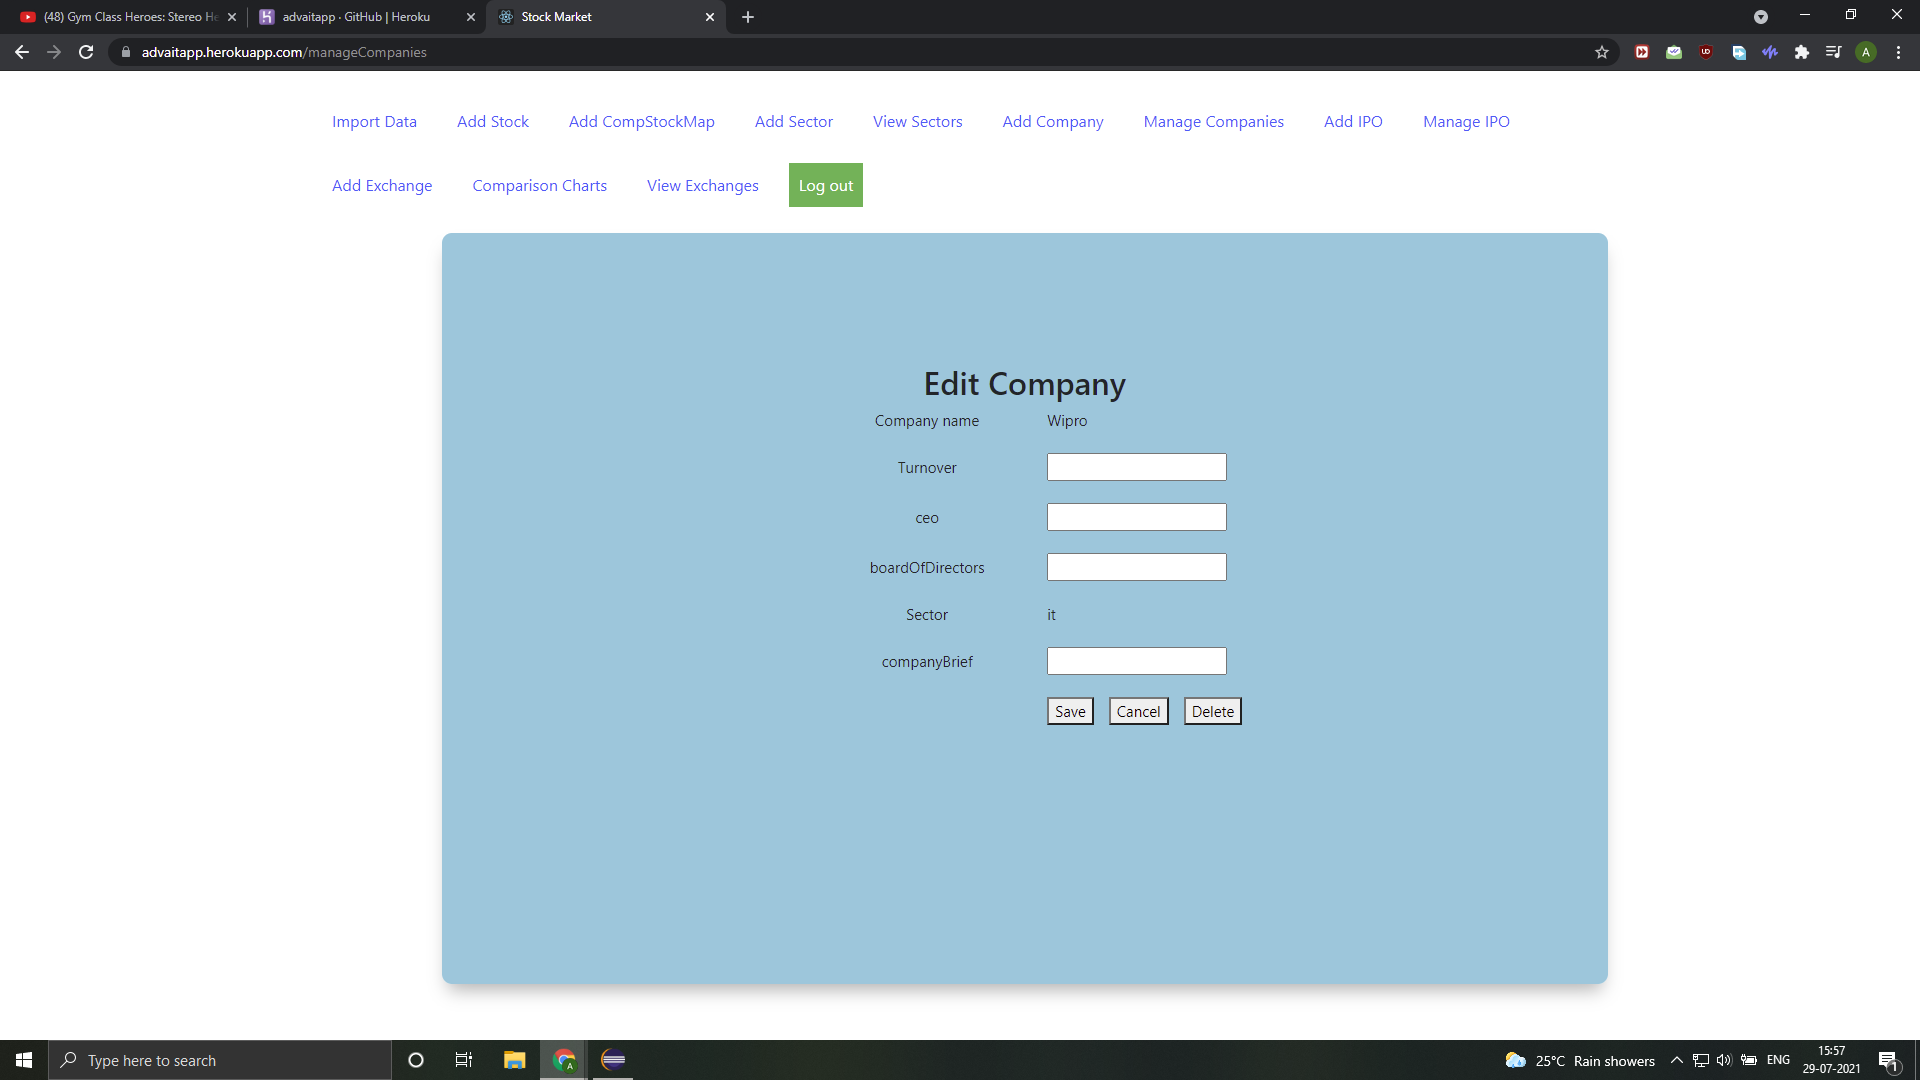 (48) Gym Class Heroes: Stereo He
advaitapp · GitHub | Heroku
Stock Market
advaitapp.herokuapp.com/manageCompanies
UD
A
Import Data Add Stock Add CompStockMap Add Sector View Sectors Add Company Manage Companies Add IPO Manage IPO
Add Exchange Comparison Charts View Exchanges Log out
Edit Company
Company name Wipro
Turnover
ceo
boardOfDirectors
Sector it
companyBrief
Save Cancel Delete
Type here to search
A
25°C Rain showers
ENG
15:57
29-07-2021
1